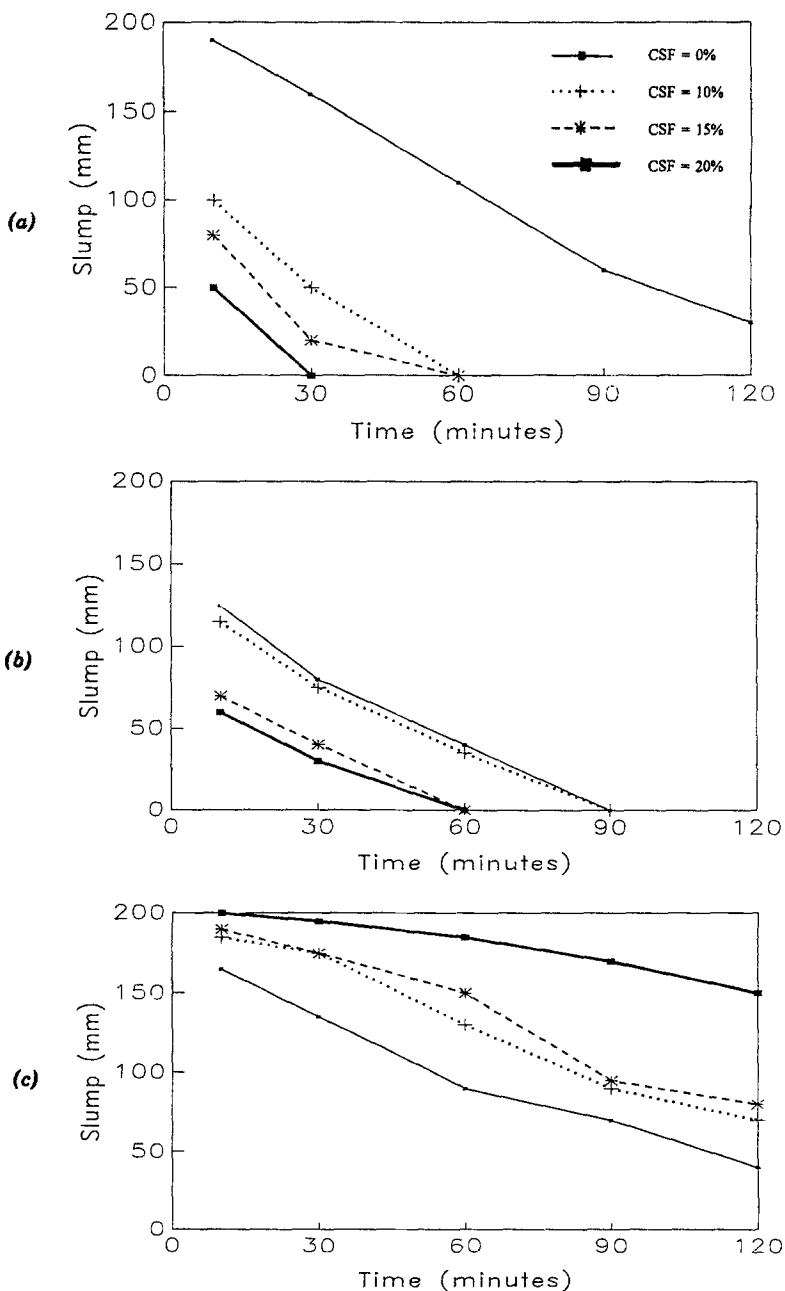 200
150
100
50
0
Slump (mm)
(a)
CSF = 0%
CSF = 10%
CSF = 15%
CSF = 20%
0 30 60 90 120
Time (minutes)
200
150
100
50
0
Slump (mm)
(b)
0 30 60 90 120
Time (minutes)
200
150
100
50
0
Slump (mm)
(c)
0 30 60 90 120
Time (minutes)